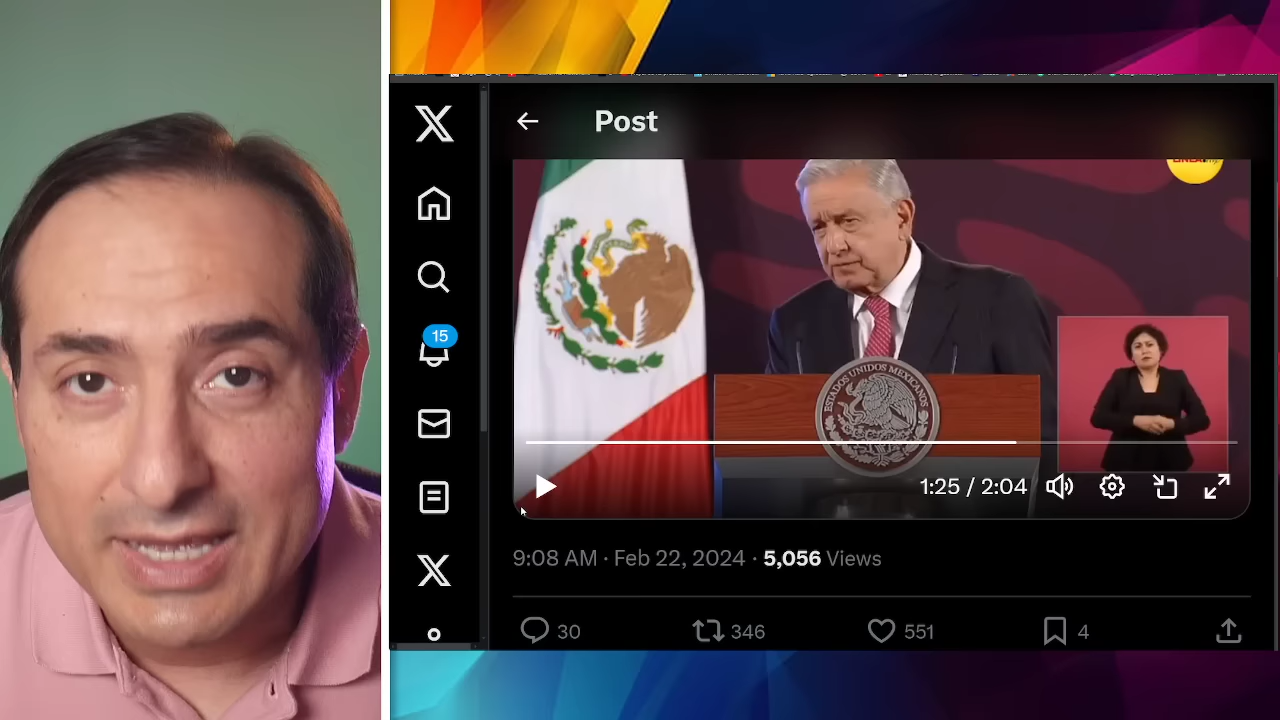 Post
15
ESTADOS UNIDOS MEXICANOS
1:25 / 2:04
9:08 AM · Feb 22, 2024 · 5,056 Views
30 346 551 4